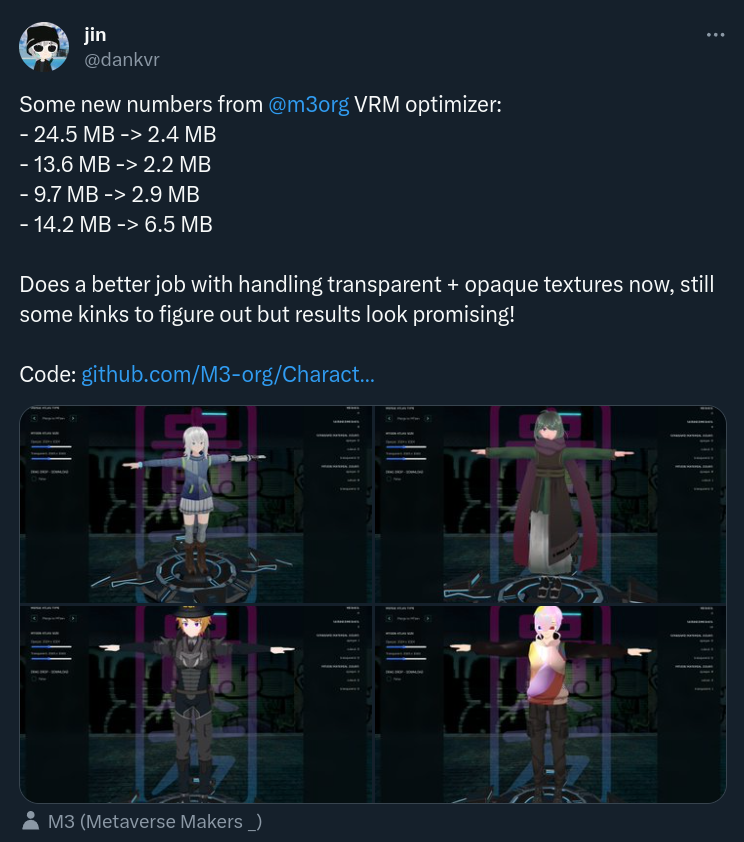 jin
@dankvr
Some new numbers from @m3org VRM optimizer:
- 24.5 MB -> 2.4 MB
- 13.6 MB -> 2.2 MB
- 9.7 MB -> 2.9 MB
- 14.2 MB -> 6.5 MB
Does a better job with handling transparent + opaque textures now, still
some kinks to figure out but results look promising!
Code: github.com/M3-org/Charact...
M3 (Metaverse Makers _)